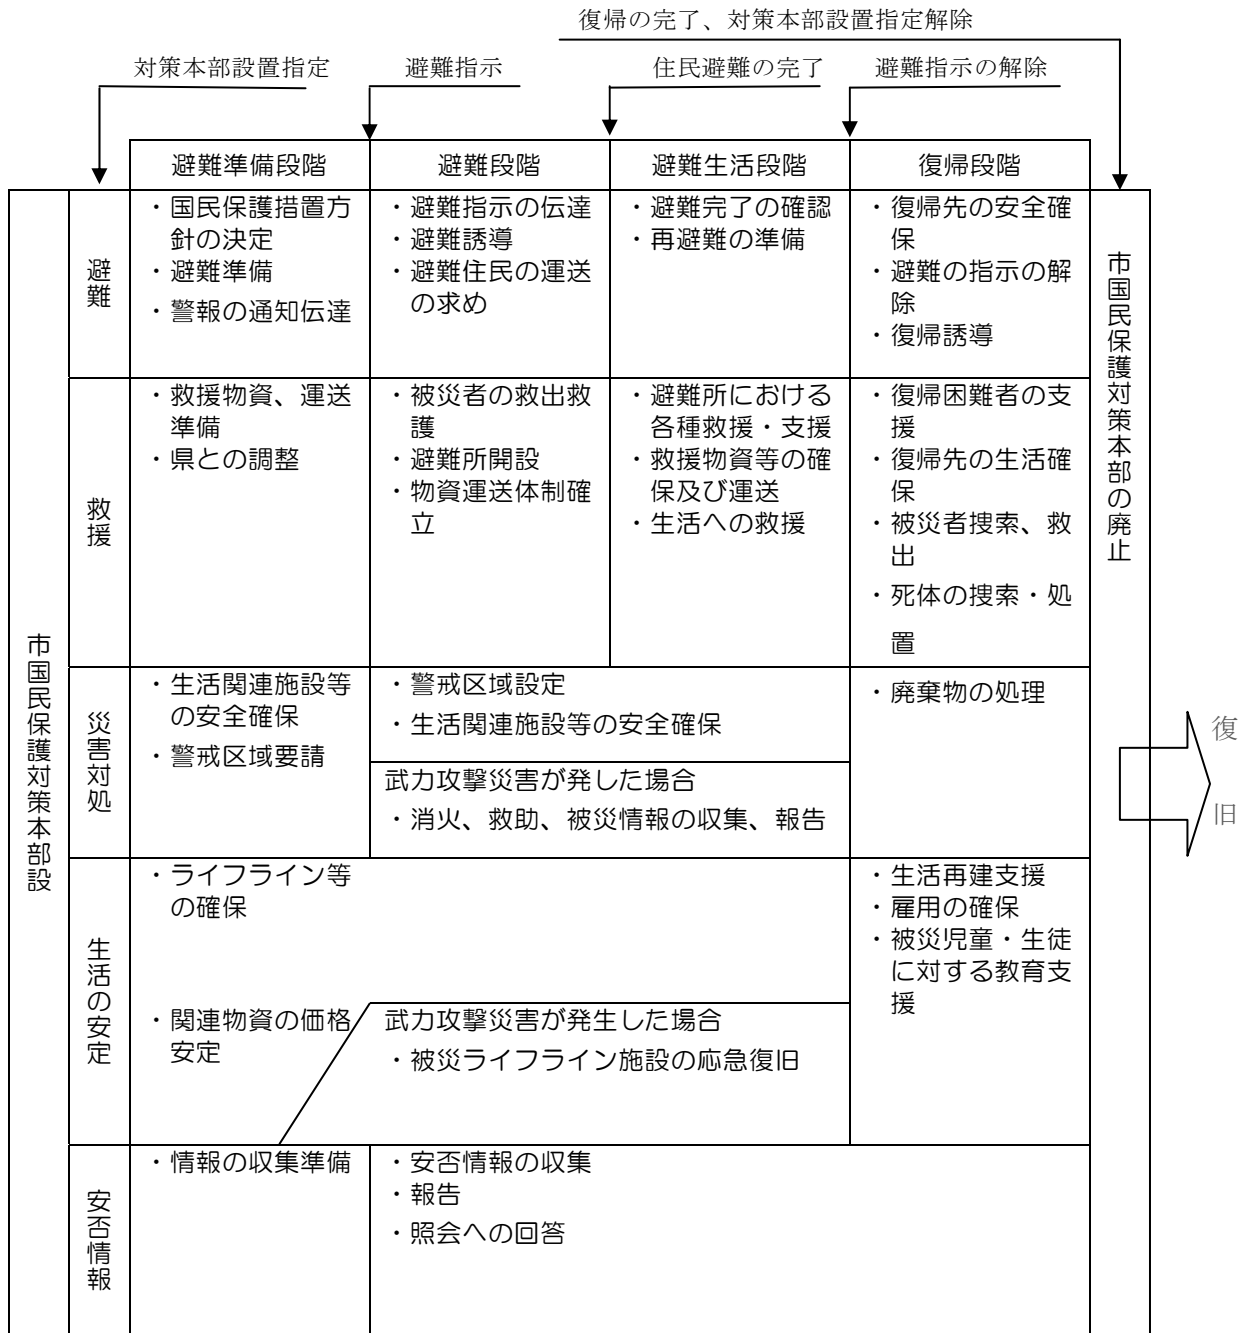 復帰の完了、対策本部設置指定解除
対策本部設置指定
避難指示
住民避難の完了
避難指示の解除
避難準備段階
避難段階
避難生活段階
復帰段階
市国民保護対策本部設
避難
・国民保護措置方
針の決定
・避難準備
・警報の通知伝達
・避難指示の伝達
・避難誘導
・避難住民の運送
の求め
・避難完了の確認
・再避難の準備
・復帰先の安全確
保
・避難の指示の解
除
・復帰誘導
市国民保護対策本部の廃止
救援
・救援物資、運送
準備
・県との調整
・被災者の救出救
護
・避難所開設
・物資運送体制確
立
・避難所における
各種救援・支援
・救援物資等の確
保及び運送
・生活への救援
・復帰困難者の支
援
・復帰先の生活確
保
・被災者捜索、救
出
・死体の捜索・処
置
災害対処
・生活関連施設等
の安全確保
・警戒区域要請
・警戒区域設定
・生活関連施設等の安全確保
武力攻撃災害が発した場合
・消火、救助、被災情報の収集、報告
・廃棄物の処理
復
旧
生活の安定
・ライフライン等
の確保
・関連物資の価格
安定
武力攻撃災害が発生した場合
・被災ライフライン施設の応急復旧
・生活再建支援
・雇用の確保
・被災児童・生徒
に対する教育支
援
安否情報
・情報の収集準備
・安否情報の収集
・報告
・照会への回答